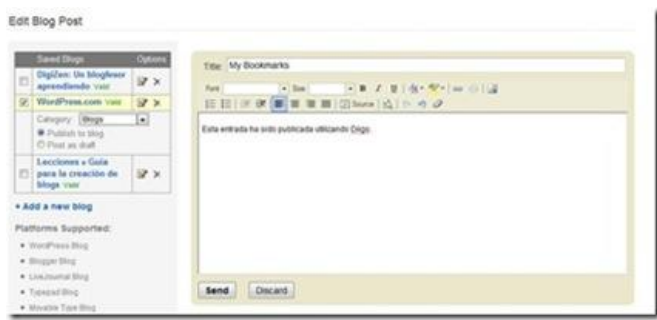 Edit Blog Post
Saved Blogs Options
DigiZen: Un blogfesor
aprendiendo
WordPress.com
Category: Blogs
Publish to blog
Post as draft
Lecciones » Guía
para la creación de
blogs
+ Add a new blog
Platforms Supported:
WordPress Blog
Blogger Blog
LiveJournal Blog
Typepad Blog
Movable Type Blog
Title: My Bookmarks
Font Size B I U
Source
Esta entrada ha sido publicada utilizando Diigo.
Send Discard